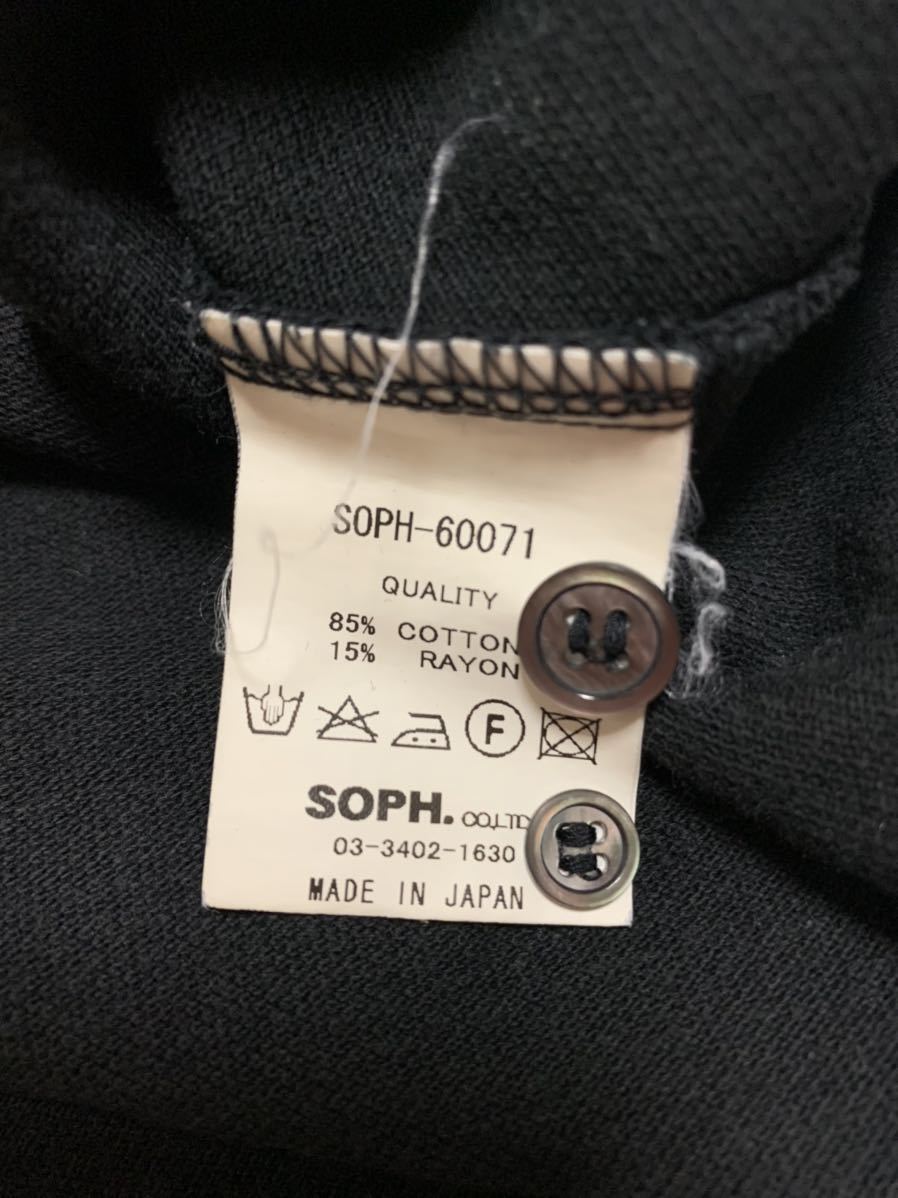 SOPH-60071
QUALITY
85% COTTON
15% RAYON
F
SOPH. CO.,LTD
03-3402-1630
MADE IN JAPAN